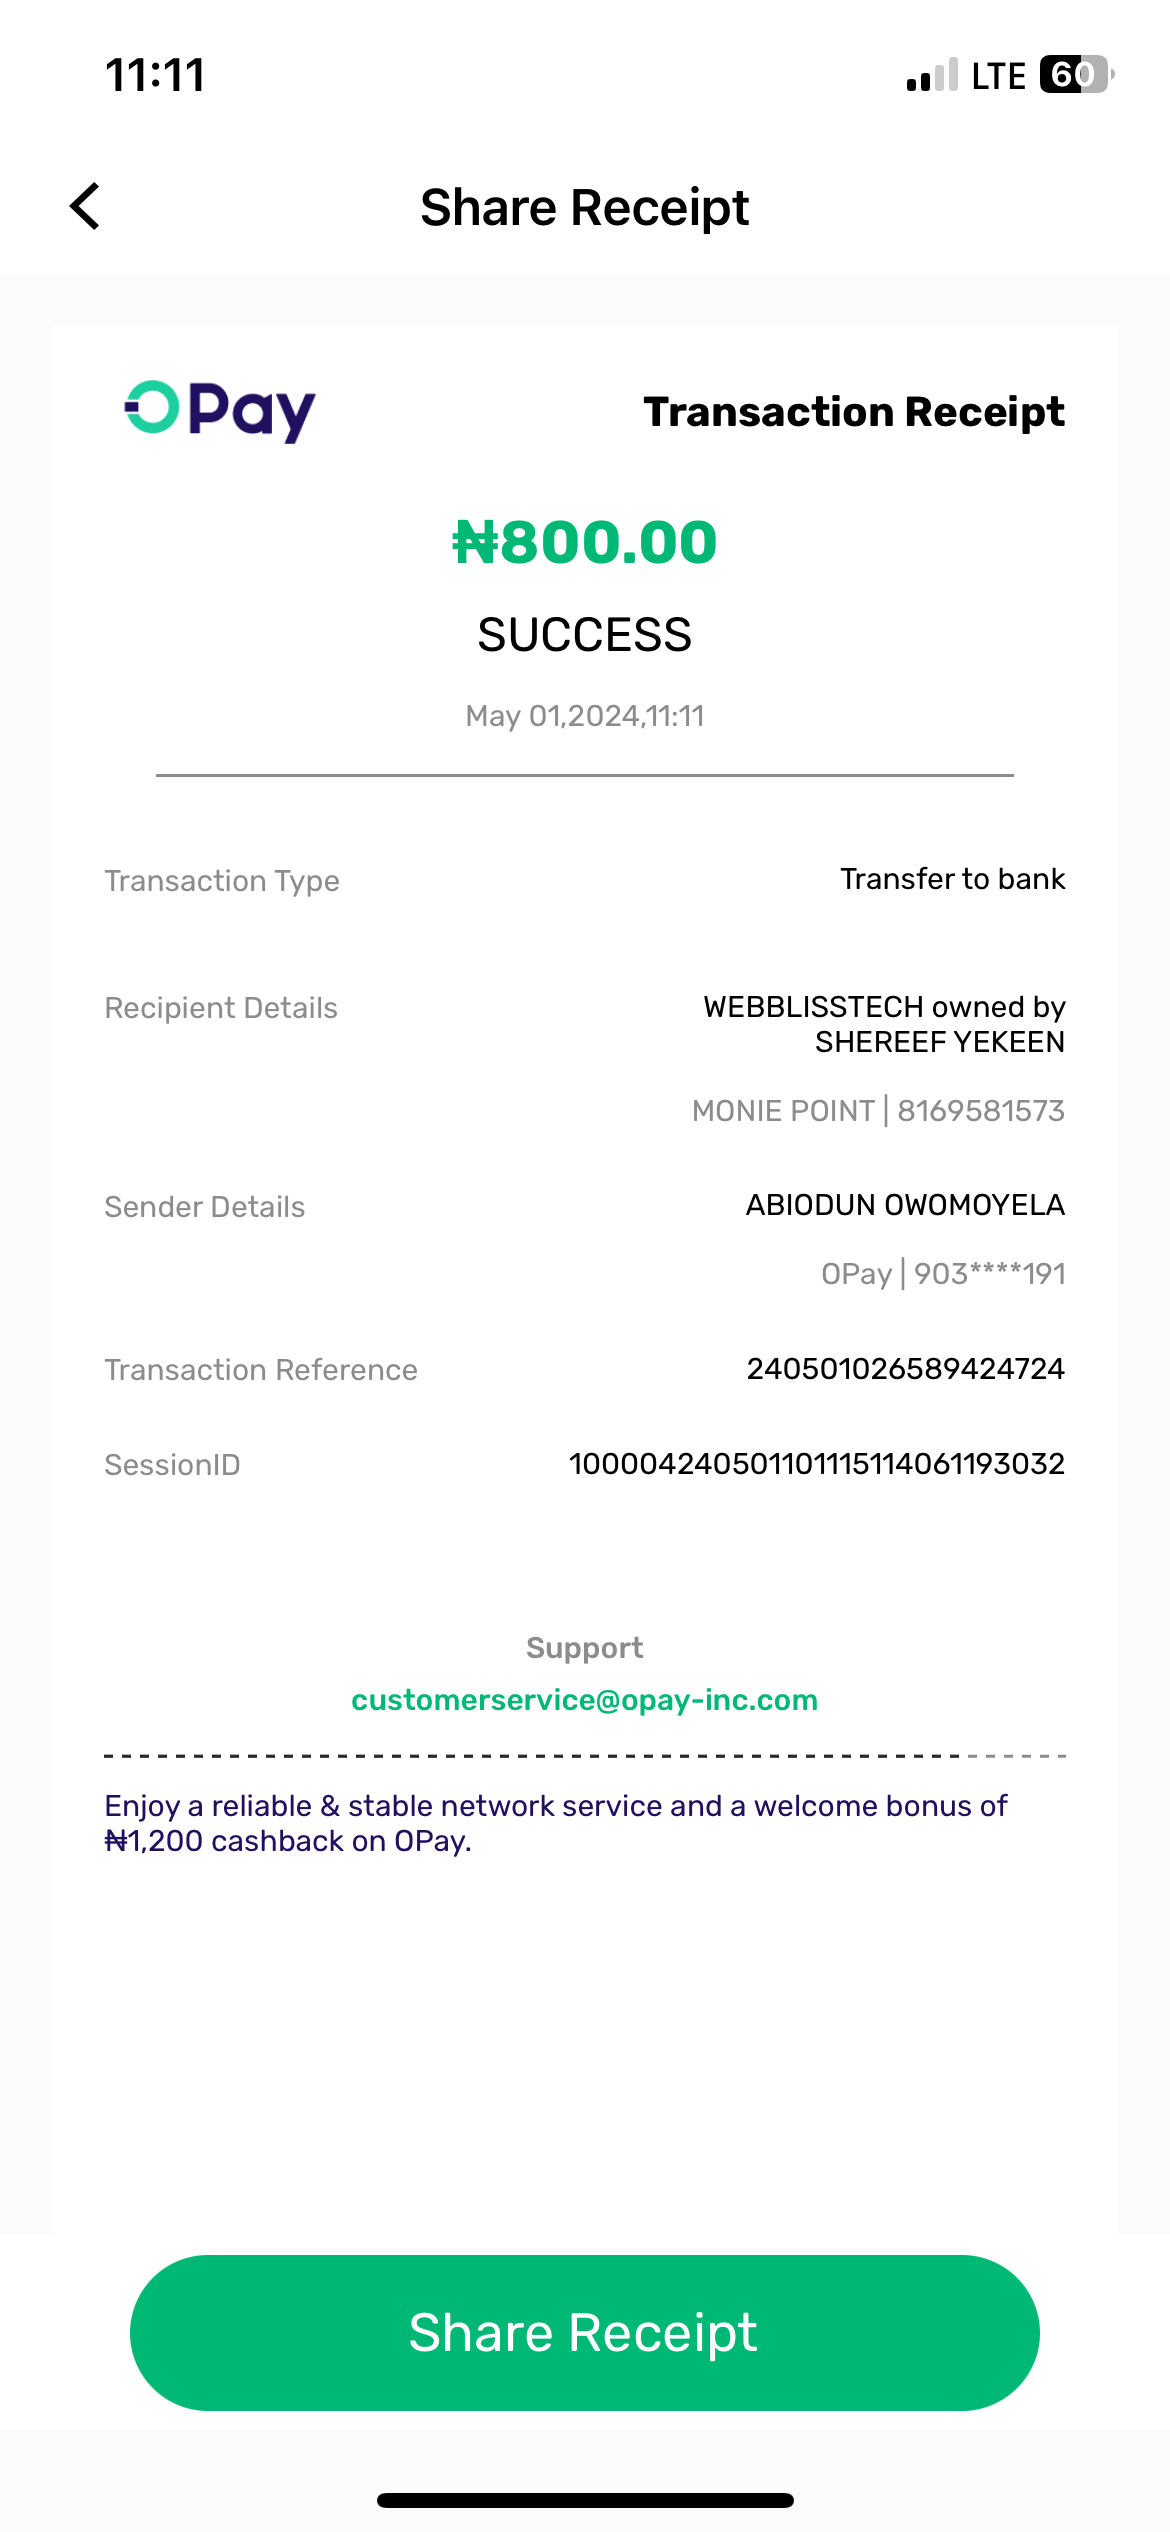 11:11
LTE 60
Share Receipt
OPay
Transaction Receipt
₦800.00
SUCCESS
May 01,2024,11:11
Transaction Type
Transfer to bank
Recipient Details
WEBBLISSTECH owned by
SHEREEF YEKEEN
MONIE POINT | 8169581573
Sender Details
ABIODUN OWOMOYELA
OPay | 903****191
Transaction Reference
240501026589424724
SessionID
100004240501101115114061193032
Support
customerservice@opay-inc.com
Enjoy a reliable & stable network service and a welcome bonus of
₦1,200 cashback on OPay.
Share Receipt